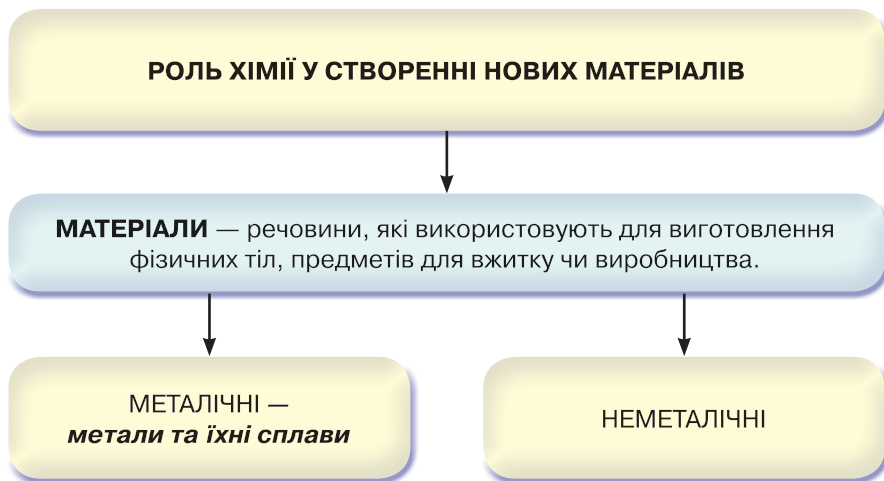 РОЛЬ ХІМІЇ У СТВОРЕННІ НОВИХ МАТЕРІАЛІВ
МАТЕРІАЛИ — речовини, які використовують для виготовлення
фізичних тіл, предметів для вжитку чи виробництва.
МЕТАЛІЧНІ —
метали та їхні сплави
НЕМЕТАЛІЧНІ